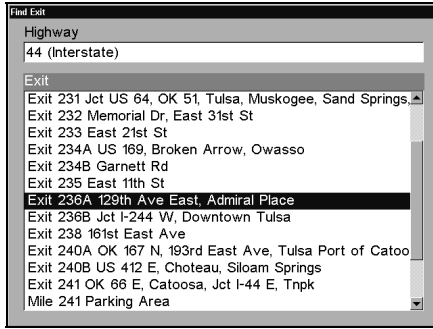 Find Exit
Highway
44 (Interstate)
Exit
Exit 231 Jct US 64, OK 51, Tulsa, Muskogee, Sand Springs,
Exit 232 Memorial Dr, East 31st St
Exit 233 East 21st St
Exit 234A US 169, Broken Arrow, Owasso
Exit 234B Garnett Rd
Exit 235 East 11th St
Exit 236A 129th Ave East, Admiral Place
Exit 236B Jct I-244 W, Downtown Tulsa
Exit 238 161st East Ave
Exit 240A OK 167 N, 193rd East Ave, Tulsa Port of Catoo
Exit 240B US 412 E, Choteau, Siloam Springs
Exit 241 OK 66 E, Catoosa, Jct I-44 E, Tnpk
Mile 241 Parking Area